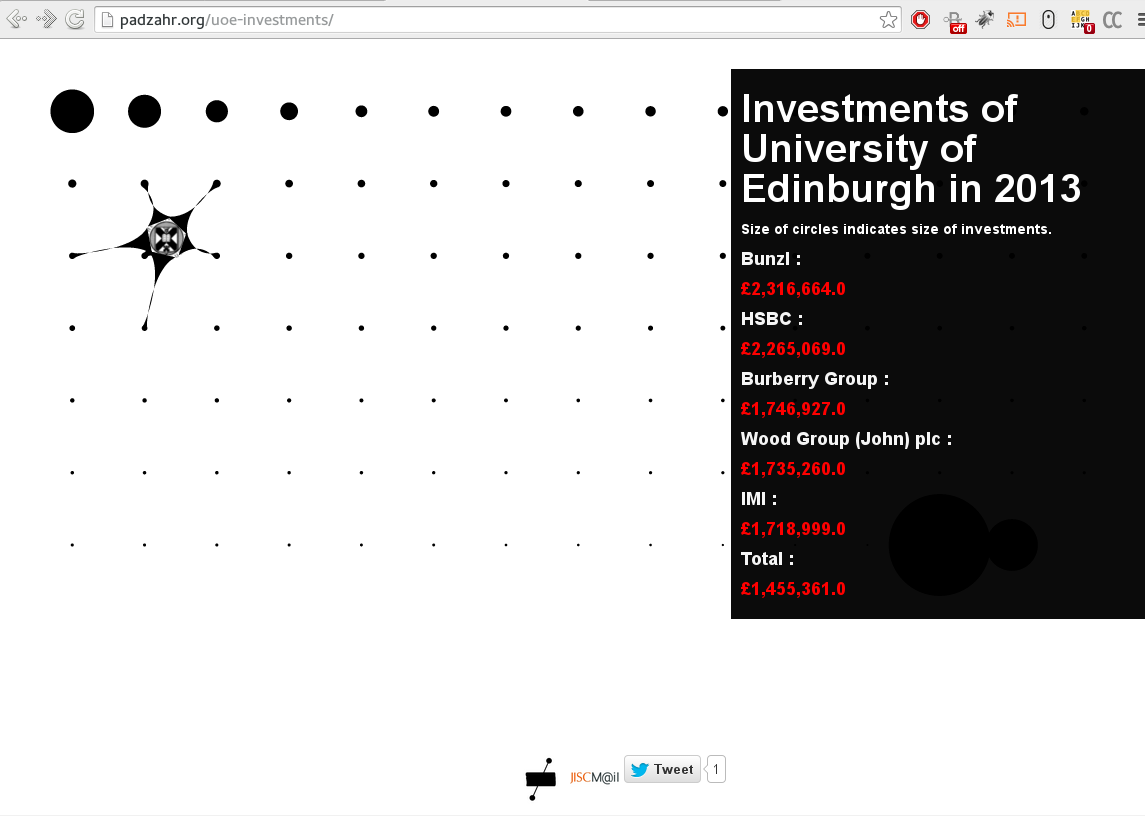 padzahr.org/uoe-investments/
off
0
CC
Investments of
University of
Edinburgh in 2013
Size of circles indicates size of investments.
Bunzl :
£2,316,664.0
HSBC :
£2,265,069.0
Burberry Group :
£1,746,927.0
Wood Group (John) plc :
£1,735,260.0
IMI :
£1,718,999.0
Total :
£1,455,361.0
JISCM@il
Tweet
1